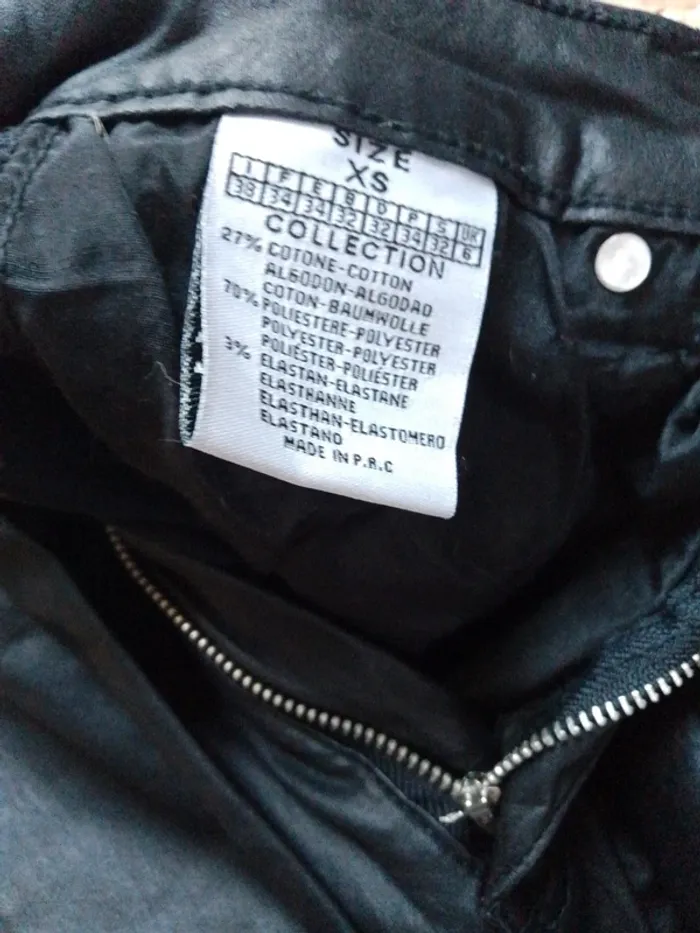 SIZE
XS
I F E B D P S UK
38 34 34 32 32 34 32 6
COLLECTION
27% COTONE-COTTON
ALGODON-ALGODAO
COTON-BAUMWOLLE
70% POLIESTERE-POLYESTER
POLYESTER-POLYESTER
POLIÉSTER-POLIÉSTER
3% ELASTAN-ELASTANE
ELASTHANNE
ELASTHAN-ELASTOMERO
ELASTANO
MADE IN P.R.C